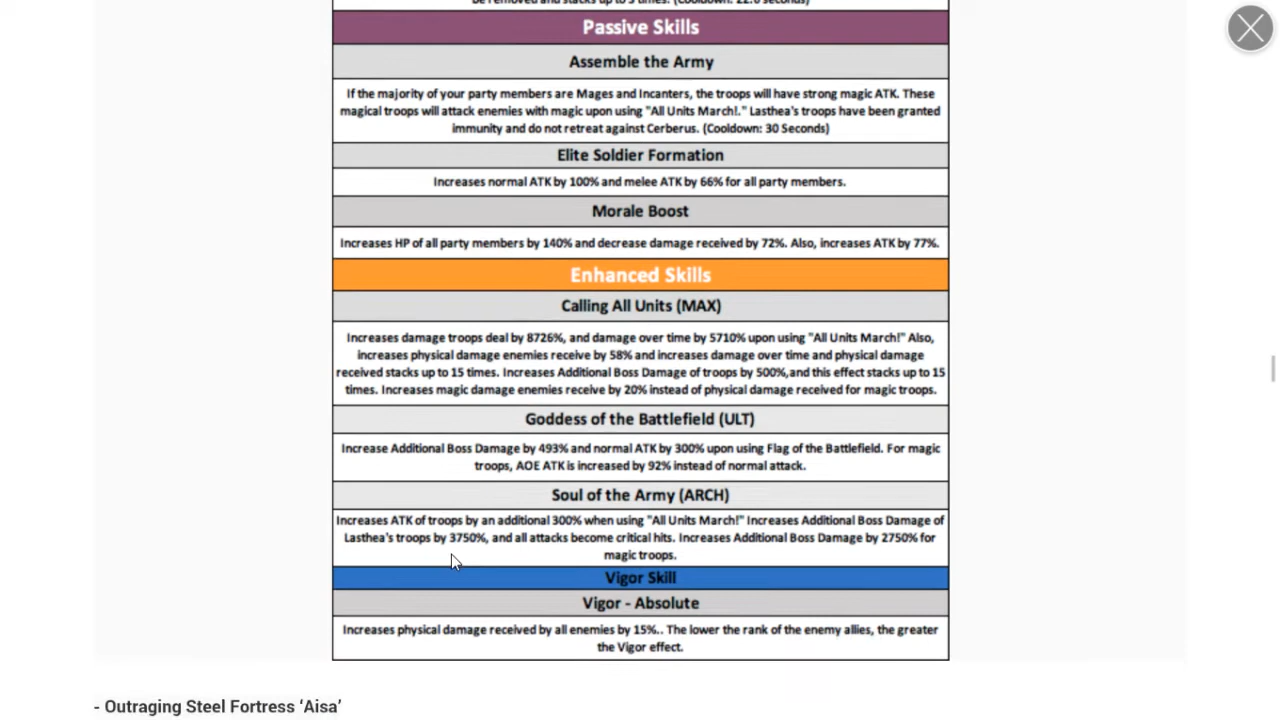 be removed and stacks up to 5 times. (Cooldown: 22.0 seconds)
Passive Skills
Assemble the Army
If the majority of your party members are Mages and Incanters, the troops will have strong magic ATK. These
magical troops will attack enemies with magic upon using "All Units March!." Lasthea's troops have been granted
immunity and do not retreat against Cerberus. (Cooldown: 30 Seconds)
Elite Soldier Formation
Increases normal ATK by 100% and melee ATK by 66% for all party members.
Morale Boost
Increases HP of all party members by 140% and decrease damage received by 72%. Also, increases ATK by 77%.
Enhanced Skills
Calling All Units (MAX)
Increases damage troops deal by 8726%, and damage over time by 5710% upon using "All Units March!" Also,
increases physical damage enemies receive by 58% and increases damage over time and physical damage
received stacks up to 15 times. Increases Additional Boss Damage of troops by 500%,and this effect stacks up to 15
times. Increases magic damage enemies receive by 20% instead of physical damage received for magic troops.
Goddess of the Battlefield (ULT)
Increase Additional Boss Damage by 493% and normal ATK by 300% upon using Flag of the Battlefield. For magic
troops, AOE ATK is increased by 92% instead of normal attack.
Soul of the Army (ARCH)
Increases ATK of troops by an additional 300% when using "All Units March!" Increases Additional Boss Damage of
Lasthea's troops by 3750%, and all attacks become critical hits. Increases Additional Boss Damage by 2750% for
magic troops.
Vigor Skill
Vigor - Absolute
Increases physical damage received by all enemies by 15%.. The lower the rank of the enemy allies, the greater
the Vigor effect.
- Outraging Steel Fortress ‘Aisa’